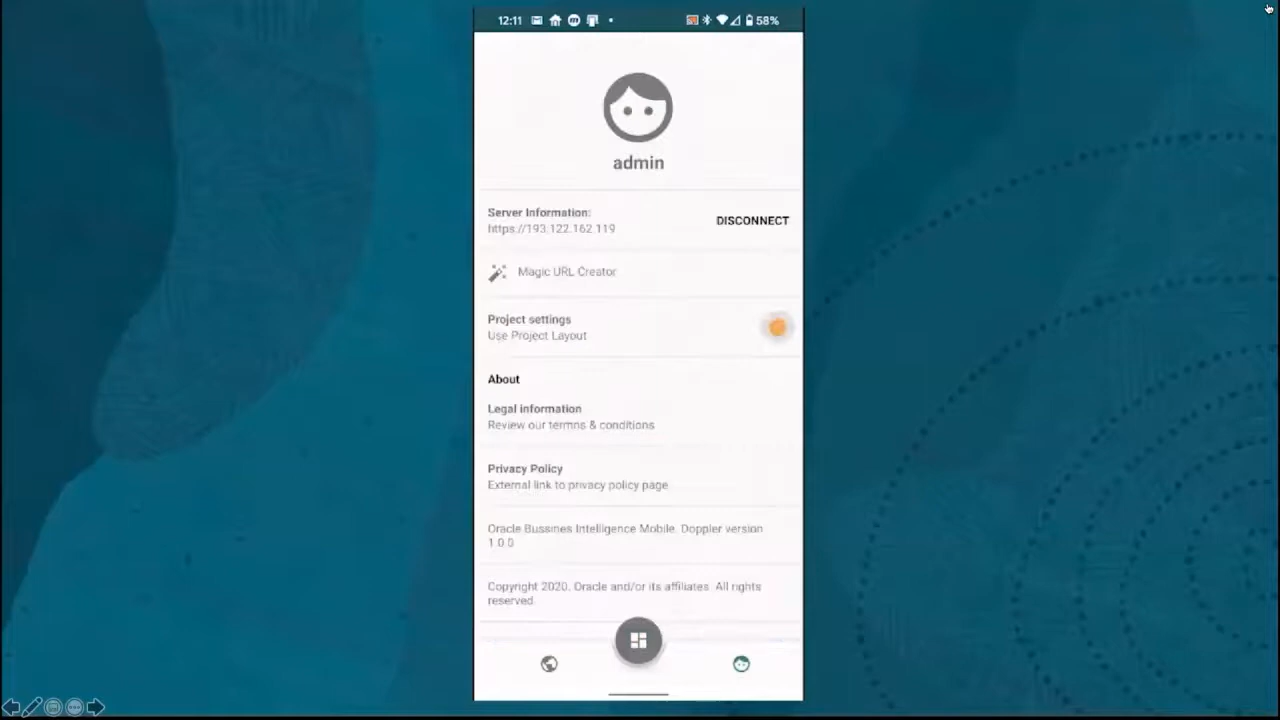 12:11
58%
admin
Server Information:
https://193.122.162.119
DISCONNECT
Magic URL Creator
Project settings
Use Project Layout
About
Legal information
Review our termns & conditions
Privacy Policy
External link to privacy policy page
Oracle Bussines Intelligence Mobile. Doppler version
1.0.0
Copyright 2020, Oracle and/or its affiliates. All rights
reserved.